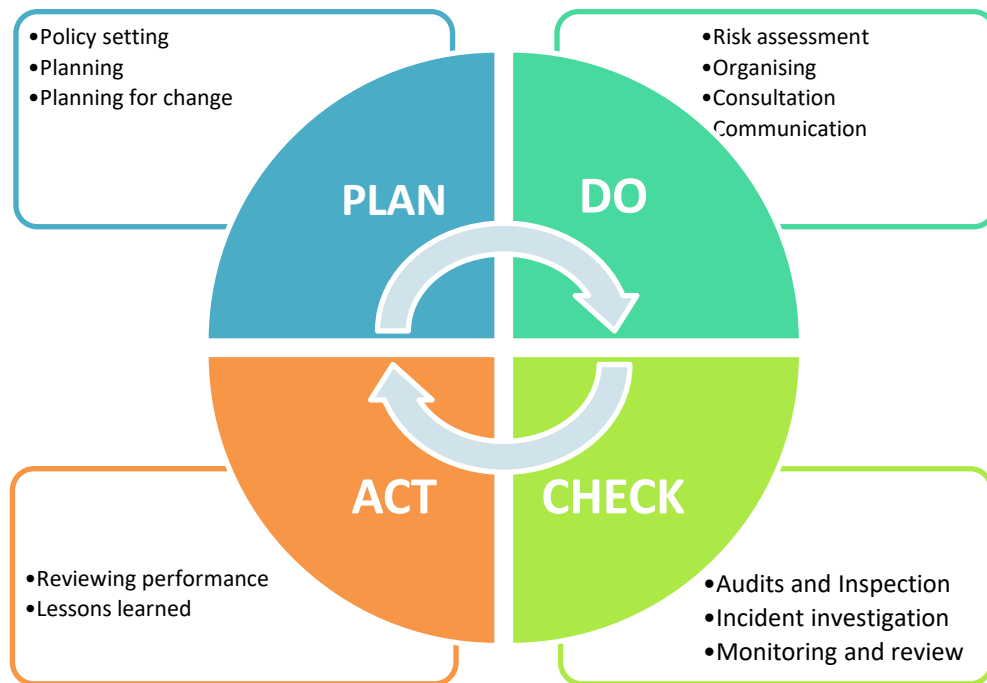 •Policy setting
•Planning
•Planning for change
•Risk assessment
•Organising
•Consultation
•Communication
PLAN
DO
ACT
CHECK
•Reviewing performance
•Lessons learned
•Audits and Inspection
•Incident investigation
•Monitoring and review